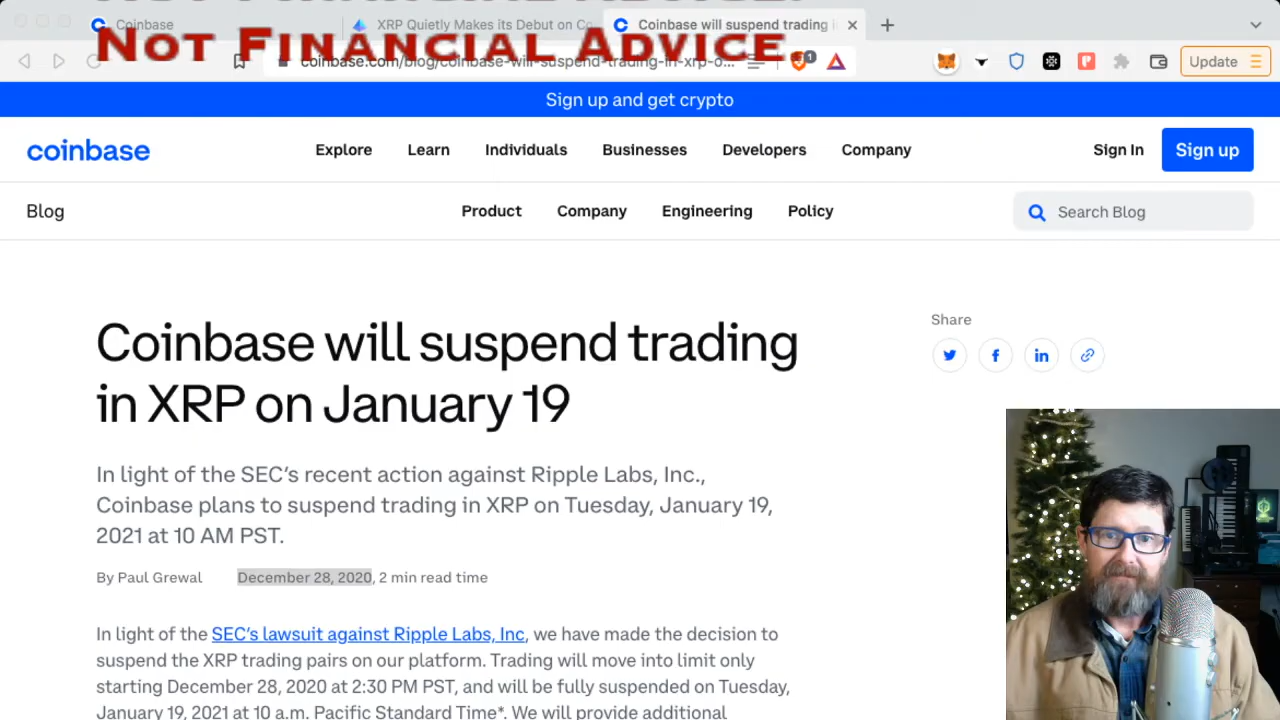 Coinbase
XRP Quietly Makes its Debut on Co
Coinbase will suspend trading i
NOT FINANCIAL ADVICE
coinbase.com/blog/coinbase-will-suspend-trading-in-xrp-o...
1
Update
Sign up and get crypto
coinbase
Explore
Learn
Individuals
Businesses
Developers
Company
Sign In
Sign up
Blog
Product
Company
Engineering
Policy
Search Blog
Coinbase will suspend trading
in XRP on January 19
Share
In light of the SEC's recent action against Ripple Labs, Inc.,
Coinbase plans to suspend trading in XRP on Tuesday, January 19,
2021 at 10 AM PST.
By Paul Grewal
December 28, 2020, 2 min read time
In light of the SEC's lawsuit against Ripple Labs, Inc, we have made the decision to
suspend the XRP trading pairs on our platform. Trading will move into limit only
starting December 28, 2020 at 2:30 PM PST, and will be fully suspended on Tuesday,
January 19, 2021 at 10 a.m. Pacific Standard Time*. We will provide additional